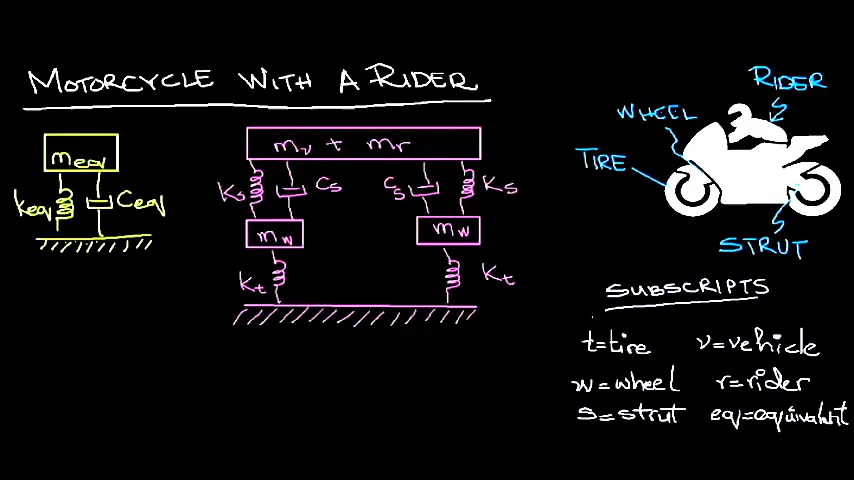 MOTORCYCLE WITH A RIDER
meq
keq
Ceq
mv + mr
Ks
Cs
Cs
Ks
mw
mw
Kt
Kt
RIDER
WHEEL
TIRE
STRUT
SUBSCRIPTS
t=tire v=vehicle
w=wheel r=rider
s=strut eq=equivalent